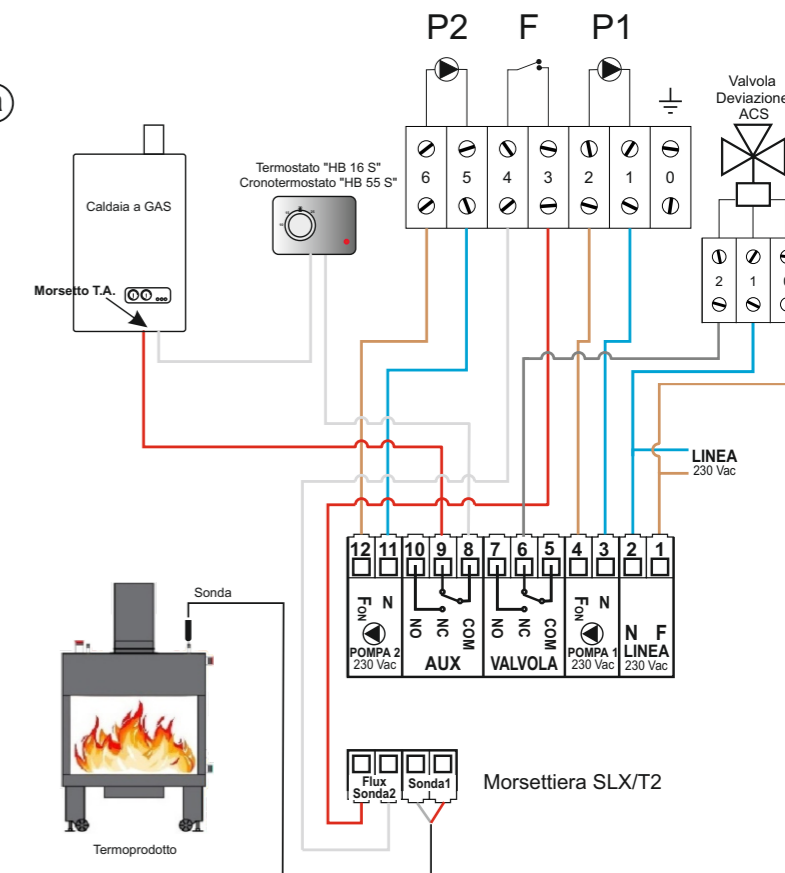 P2 F P1
Valvola
Deviazione
ACS
Termostato "HB 16 S"
Cronotermostato "HB 55 S"
6 5 4 3 2 1 0
Caldaia a GAS
Morsetto T.A.
2 1
LINEA
230 Vac
12 11 10 9 8 7 6 5 4 3 2 1
FON N
NO NC COM
NO NC COM
FON N
N F
POMPA 2
230 Vac
AUX
VALVOLA
POMPA 1
230 Vac
LINEA
230 Vac
Sonda
Flux
Sonda2
Sonda1
Morsettiera SLX/T2
Termoprodotto